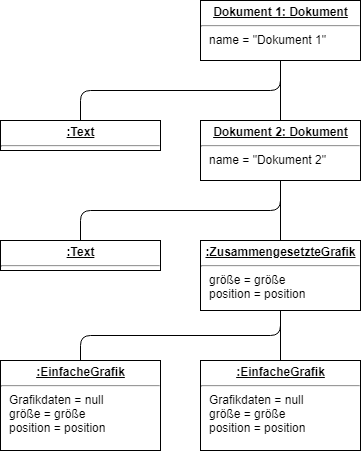 Dokument 1: Dokument
name = "Dokument 1"
:Text
Dokument 2: Dokument
name = "Dokument 2"
:Text
:ZusammengesetzteGrafik
größe = größe
position = position
:EinfacheGrafik
Grafikdaten = null
größe = größe
position = position
:EinfacheGrafik
Grafikdaten = null
größe = größe
position = position